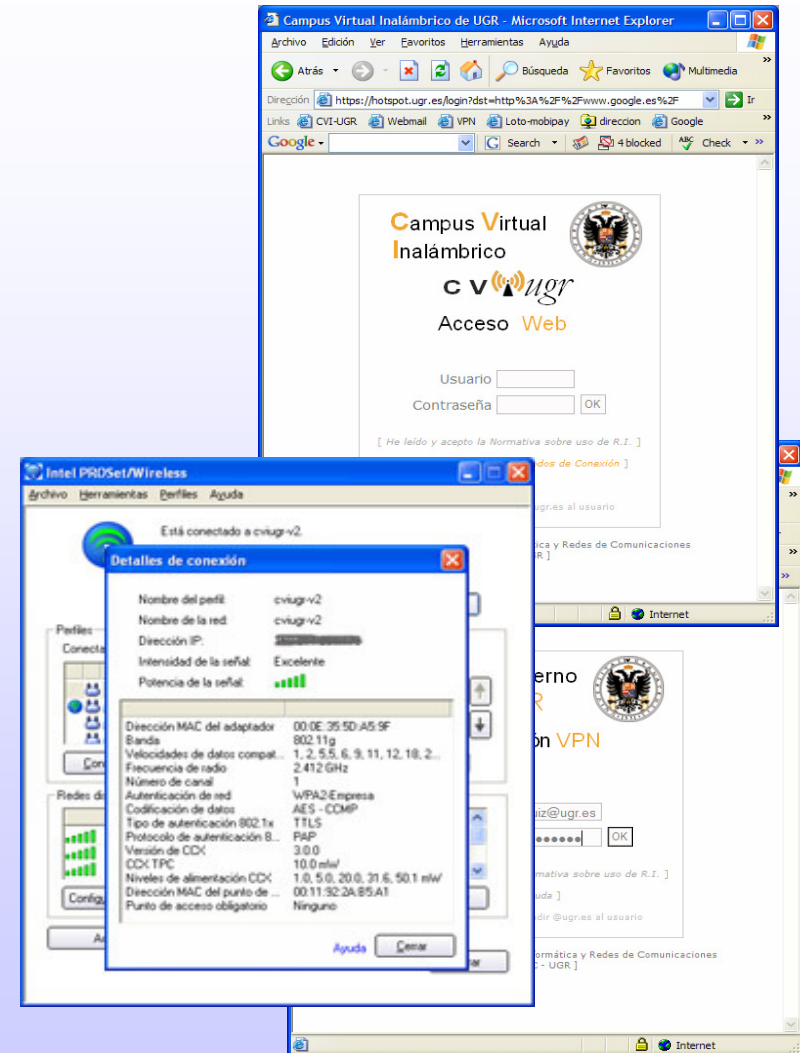 Campus Virtual Inalámbrico de UGR - Microsoft Internet Explorer
Archivo Edición Ver Favoritos Herramientas Ayuda
Atrás Búsqueda Favoritos Multimedia »
Dirección https://hotspot.ugr.es/login?dst=http%3A%2F%2Fwww.google.es%2F Ir
Links CVI-UGR Webmail VPN Loto-mobipay direccion Google »
Google Search 4 blocked ABC Check »
Campus Virtual
Inalámbrico
CV ugr
Acceso Web
Usuario
Contraseña OK
[ He leído y acepto la Normativa sobre uso de R.I. ]
de Conexión ]
ugr.es al usuario
y Redes de Comunicaciones
Internet
Intel PROSet/Wireless
Archivo Herramientas Perfiles Ayuda
Está conectado a cviugr-v2.
Perfiles
Detalles de conexión
Nombre del perfil: cviugr-v2
Nombre de la red: cviugr-v2
Dirección IP:
Intensidad de la señal: Excelente
Potencia de la señal:
Dirección MAC del adaptador 00:0E:35:5D:A5:9F
Banda 802.11g
Velocidades de datos compat... 1, 2, 5.5, 6, 9, 11, 12, 18, 2...
Frecuencia de radio 2.412 GHz
Número de canal 1
Autenticación de red WPA2-Empresa
Codificación de datos AES - CCMP
Tipo de autenticación 802.1x TTLS
Protocolo de autenticación 8... PAP
Versión de CCX 3.0.0
CCX TPC 10.0 mW
Niveles de alimentación CCX 1.0, 5.0, 20.0, 31.6, 50.1 mW
Dirección MAC del punto de ... 00:11:92:2A:B5:A1
Punto de acceso obligatorio Ninguno
Ayuda Cerrar
»
»
»
erno
R
ón VPN
iz@ugr.es
●●●●●● OK
mativa sobre uso de R.I. ]
uda ]
dir @ugr.es al usuario
ormática y Redes de Comunicaciones
C - UGR ]
Internet